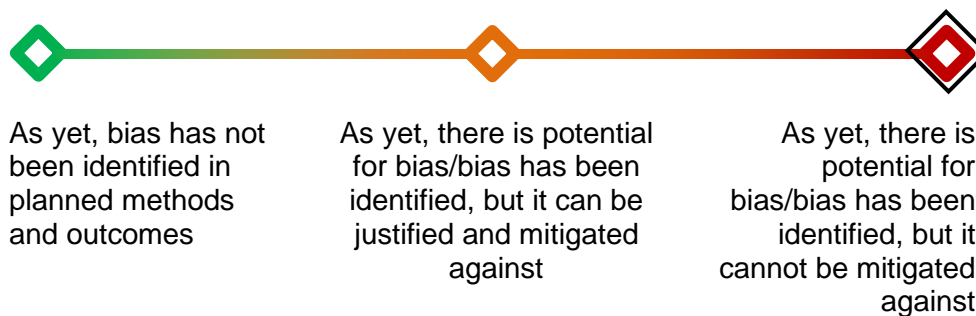 As yet, bias has not
been identified in
planned methods
and outcomes
As yet, there is potential
for bias/bias has been
identified, but it can be
justified and mitigated
against
As yet, there is
potential for
bias/bias has been
identified, but it
cannot be mitigated
against